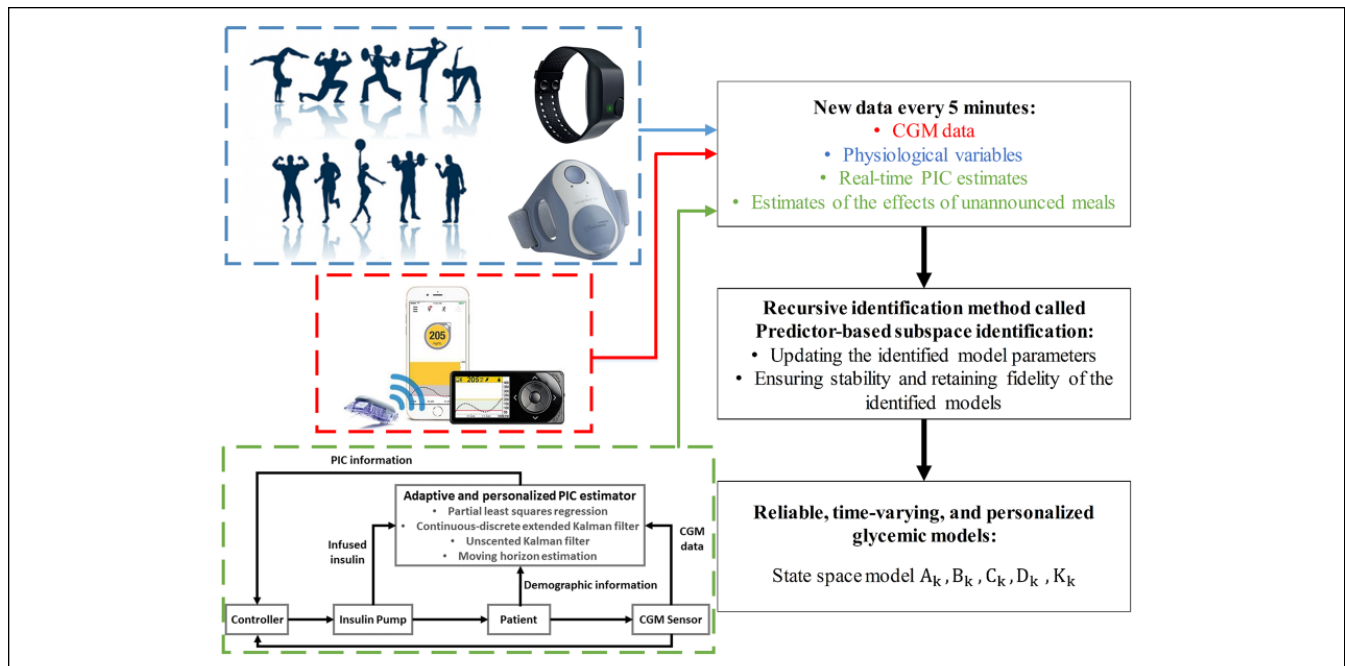 New data every 5 minutes:
• CGM data
• Physiological variables
• Real-time PIC estimates
• Estimates of the effects of unannounced meals
205
205
Recursive identification method called
Predictor-based subspace identification:
• Updating the identified model parameters
• Ensuring stability and retaining fidelity of the
identified models
PIC information
Adaptive and personalized PIC estimator
• Partial least squares regression
• Continuous-discrete extended Kalman filter
• Unscented Kalman filter
• Moving horizon estimation
Infused
insulin
CGM
data
Demographic information
Controller
Insulin Pump
Patient
CGM Sensor
Reliable, time-varying, and personalized
glycemic models:
State space model Aₖ, Bₖ, Cₖ, Dₖ, Kₖ